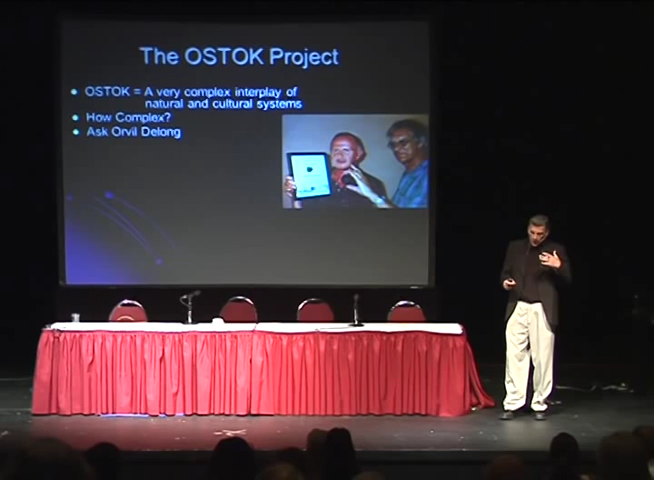 The OSTOK Project
OSTOK = A very complex interplay of
natural and cultural systems
How Complex?
Ask Orvil Delong